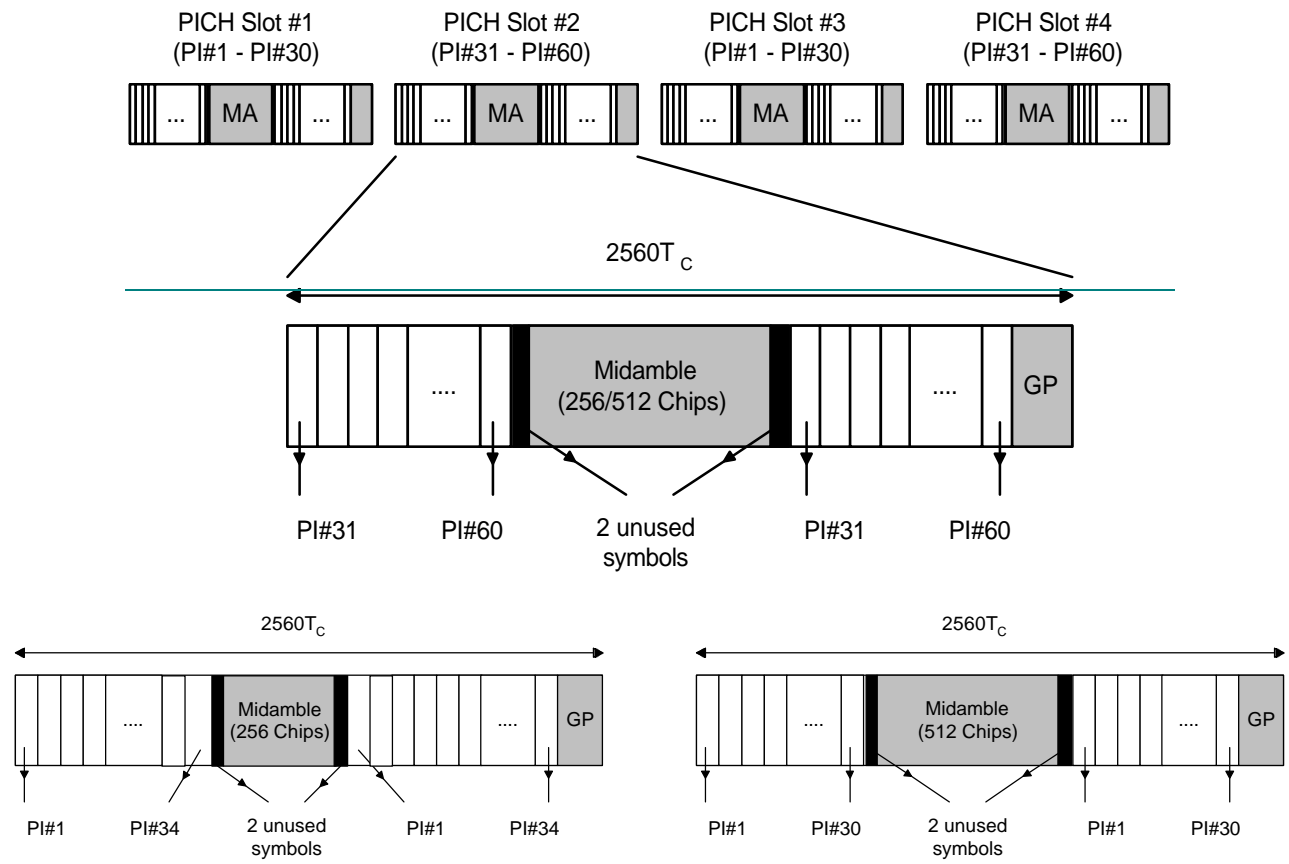 PICH Slot #1
(PI#1 - PI#30)
PICH Slot #2
(PI#31 - PI#60)
PICH Slot #3
(PI#1 - PI#30)
PICH Slot #4
(PI#31 - PI#60)
... MA ...
... MA ...
... MA ...
... MA ...
2560T C
....
Midamble
(256/512 Chips)
....
GP
PI#31
PI#60
2 unused
symbols
PI#31
PI#60
2560TC
....
Midamble
(256 Chips)
....
GP
PI#1
PI#34
2 unused
symbols
PI#1
PI#34
2560TC
....
Midamble
(512 Chips)
....
GP
PI#1
PI#30
2 unused
symbols
PI#1
PI#30